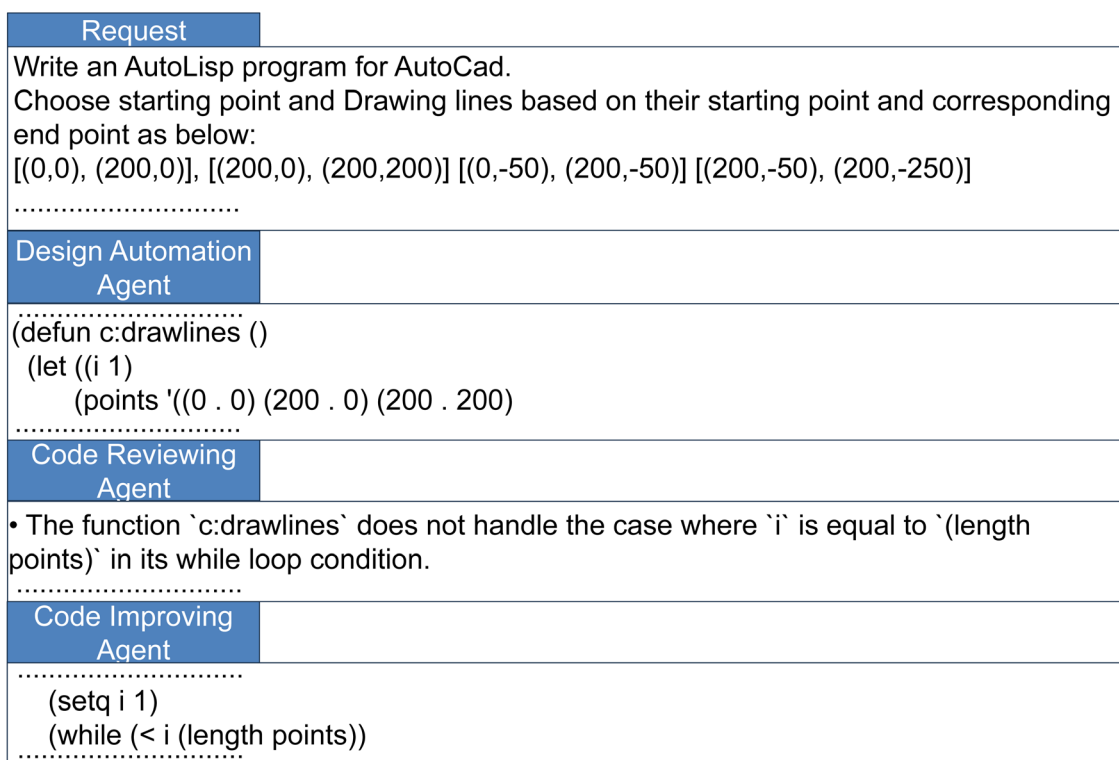 Request
Write an AutoLisp program for AutoCad.
Choose starting point and Drawing lines based on their starting point and corresponding
end point as below:
[(0,0), (200,0)], [(200,0), (200,200)] [(0,-50), (200,-50)] [(200,-50), (200,-250)]
.............................
Design Automation
Agent
.............................
(defun c:drawlines ()
(let ((i 1)
(points '((0 . 0) (200 . 0) (200 . 200)
.............................
Code Reviewing
Agent
• The function `c:drawlines` does not handle the case where `i` is equal to `(length
points)` in its while loop condition.
.............................
Code Improving
Agent
.............................
(setq i 1)
(while (< i (length points))
.............................